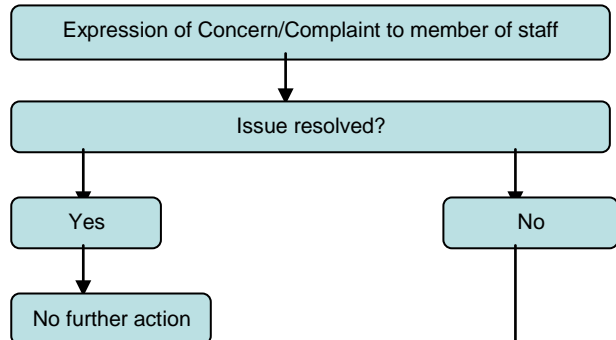 Expression of Concern/Complaint to member of staff
Issue resolved?
Yes
No
No further action